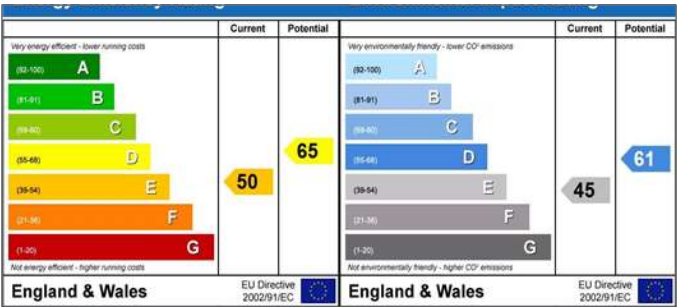 Current Potential
Very energy efficient - lower running costs
(92-100) A
(81-91) B
(69-80) C
(55-68) D
65
(39-54) E
50
(21-38) F
(1-20) G
Not energy efficient - higher running costs
England & Wales
EU Directive
2002/91/EC
Current Potential
Very environmentally friendly - lower CO² emissions
(92-100) A
(81-91) B
(69-80) C
(55-68) D
61
(39-54) E
45
(21-38) F
(1-20) G
Not environmentally friendly - higher CO² emissions
England & Wales
EU Directive
2002/91/EC